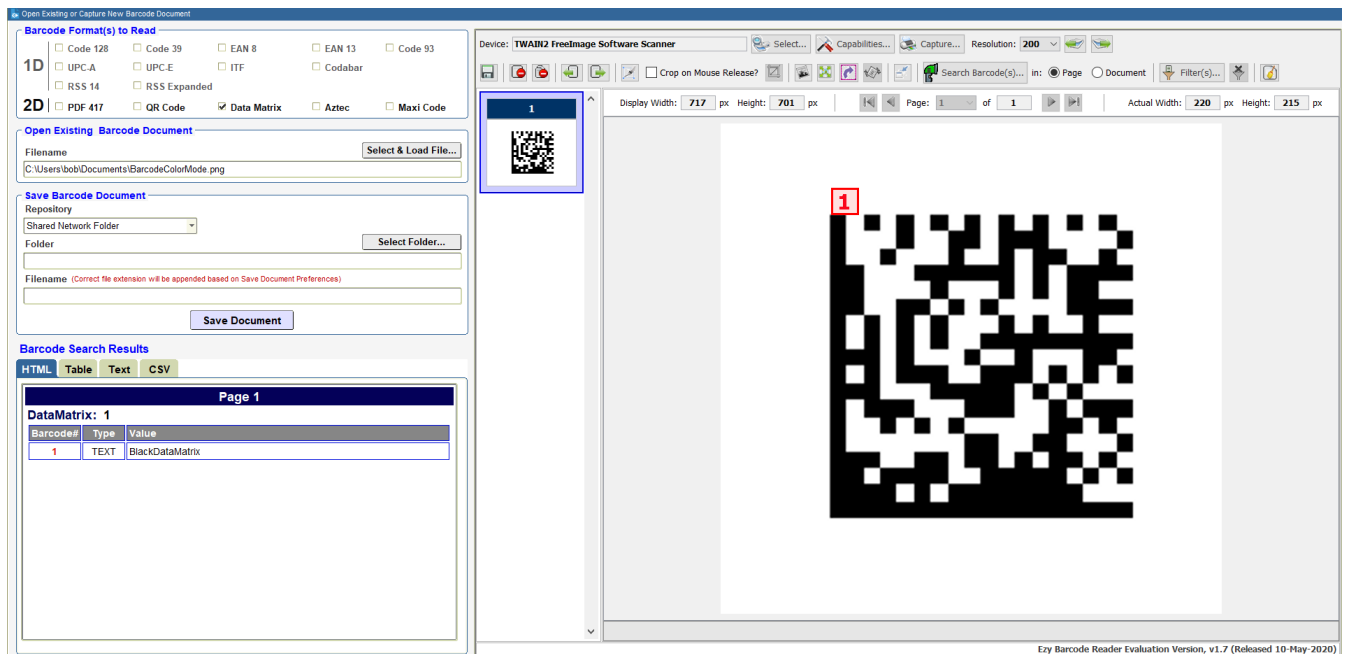 Open Existing or Capture New Barcode Document
Barcode Format(s) to Read
1D
Code 128 Code 39 EAN 8 EAN 13 Code 93
UPC-A UPC-E ITF Codabar
RSS 14 RSS Expanded
2D PDF 417 QR Code Data Matrix Aztec Maxi Code
Open Existing Barcode Document
Filename Select & Load File...
C:\Users\bob\Documents\BarcodeColorMode.png
Save Barcode Document
Repository
Shared Network Folder
Folder Select Folder...
Filename (Correct file extension will be appended based on Save Document Preferences)
Save Document
Barcode Search Results
HTML Table Text CSV
Page 1
DataMatrix: 1
Barcode# Type Value
1 TEXT BlackDataMatrix
Device: TWAIN2 FreeImage Software Scanner Select... Capabilities... Capture... Resolution: 200
Crop on Mouse Release? Search Barcode(s)... in: Page Document Filter(s)...
1
Display Width: 717 px Height: 701 px Page: 1 of 1 Actual Width: 220 px Height: 215 px
1
Ezy Barcode Reader Evaluation Version, v1.7 (Released 10-May-2020)